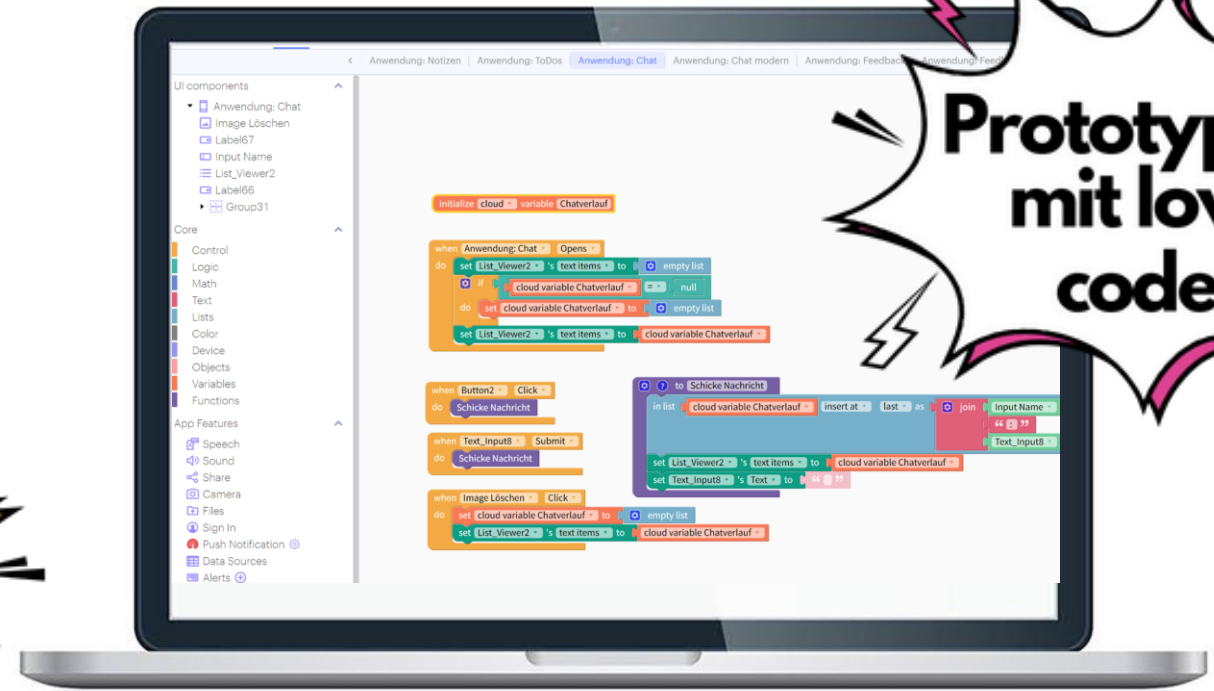 Anwendung: Notizen
Anwendung: ToDos
Anwendung: Chat
Anwendung: Chat modern
Anwendung: Feedback
Anwendung: Feed
Prototyp
mit lov
code
UI components
Anwendung: Chat
Image Löschen
Label67
Input Name
List_Viewer2
Label66
Group31
Core
Control
Logic
Math
Text
Lists
Color
Device
Objects
Variables
Functions
App Features
Speech
Sound
Share
Camera
Files
Sign In
Push Notification
Data Sources
Alerts
initialize cloud variable Chatverlauf
when Anwendung: Chat Opens
do set List_Viewer2 's text items to empty list
if cloud variable Chatverlauf = null
do set cloud variable Chatverlauf to empty list
set List_Viewer2 's text items to cloud variable Chatverlauf
when Button2 Click
do Schicke Nachricht
when Text_Input8 Submit
do Schicke Nachricht
when Image Löschen Click
do set cloud variable Chatverlauf to empty list
set List_Viewer2 's text items to cloud variable Chatverlauf
? to Schicke Nachricht
in list cloud variable Chatverlauf insert at last as join Input Name
“ : ”
Text_Input8
set List_Viewer2 's text items to cloud variable Chatverlauf
set Text_Input8 's Text to “ ”